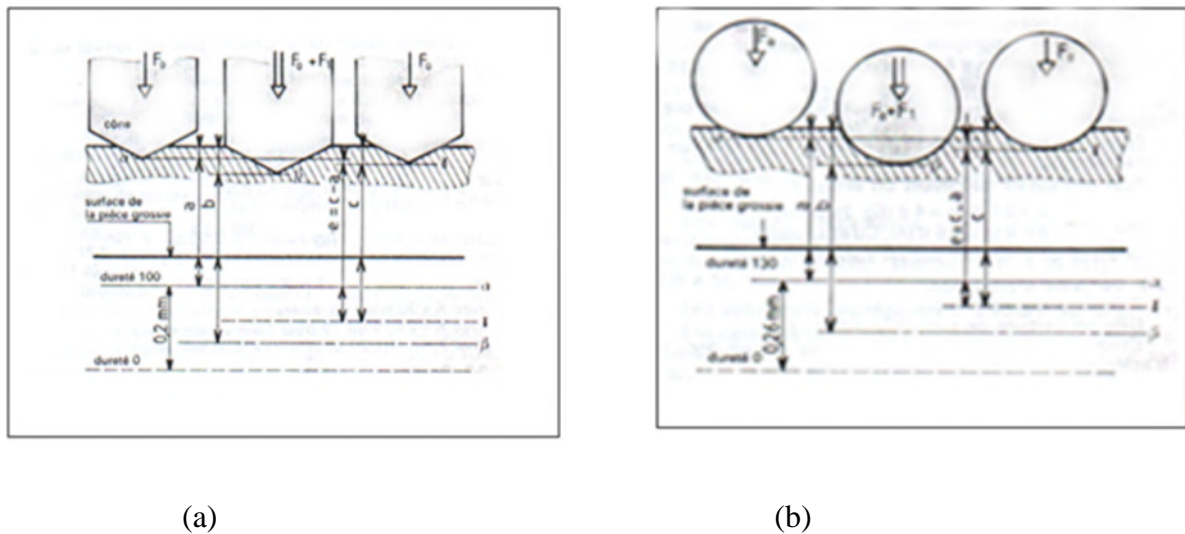 F₀
F₀ + F₁
F₀
cône
α
γ
β
a
b
e = c - a
c
surface de
la pièce grossie
dureté 100
α
0,2 mm
γ
β
dureté 0
(a)
F₀
F₀+F₁
F₀
γ
a
b
e = c - a
c
surface de
la pièce grossie
dureté 130
α
0,26 mm
γ
β
dureté 0
(b)